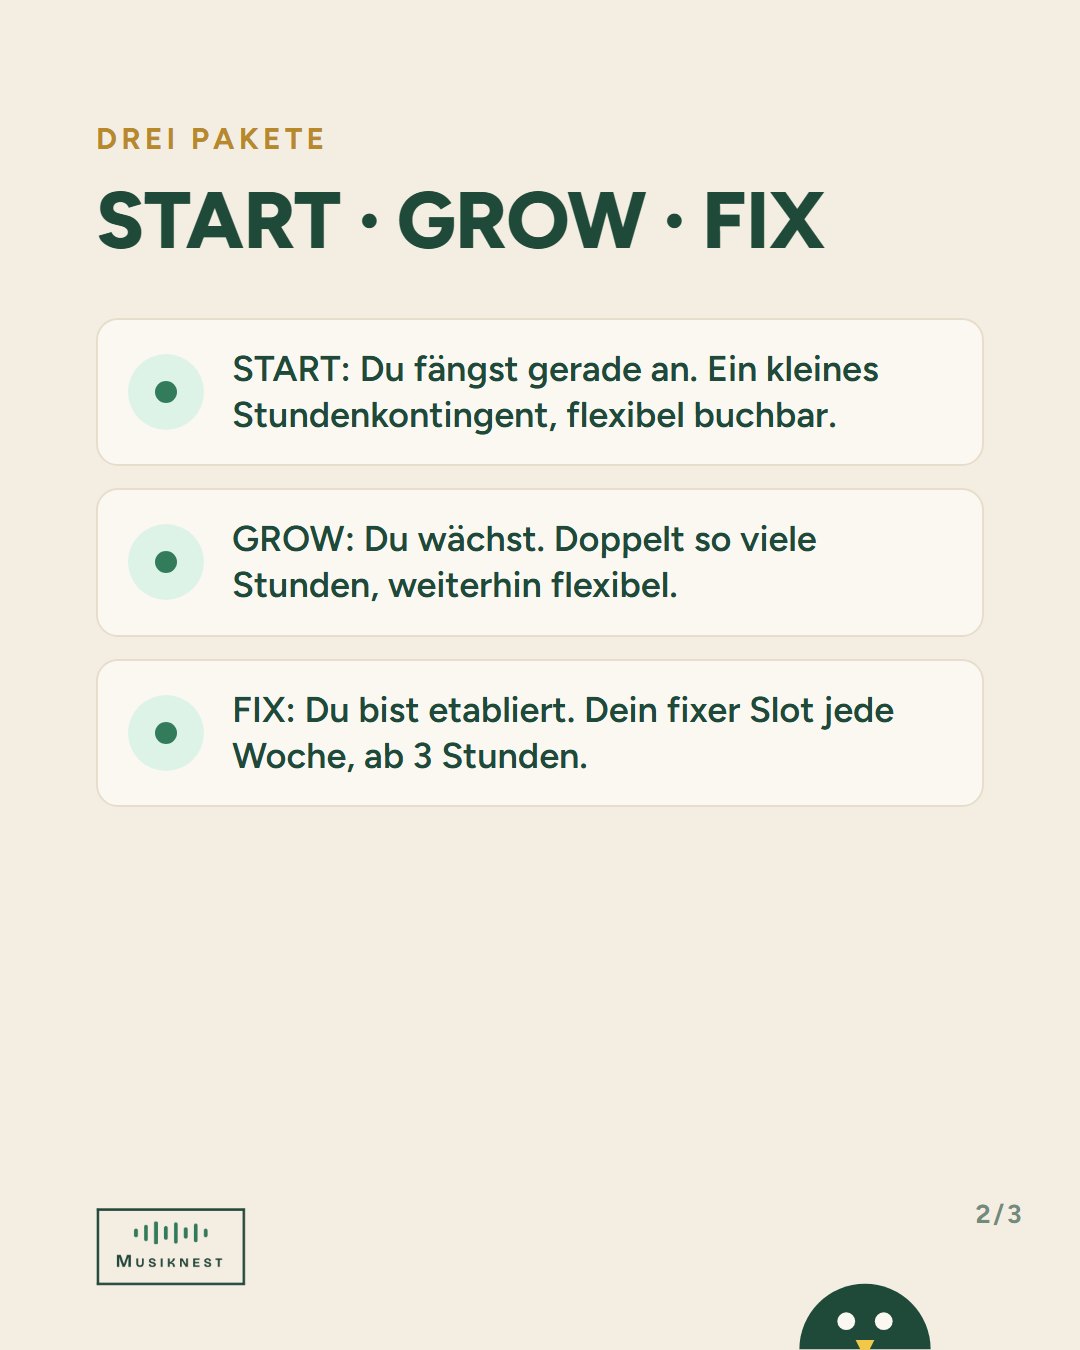 DREI PAKETE
START · GROW · FIX
START: Du fängst gerade an. Ein kleines
Stundenkontingent, flexibel buchbar.
GROW: Du wächst. Doppelt so viele
Stunden, weiterhin flexibel.
FIX: Du bist etabliert. Dein fixer Slot jede
Woche, ab 3 Stunden.
2/3
MUSIKNEST